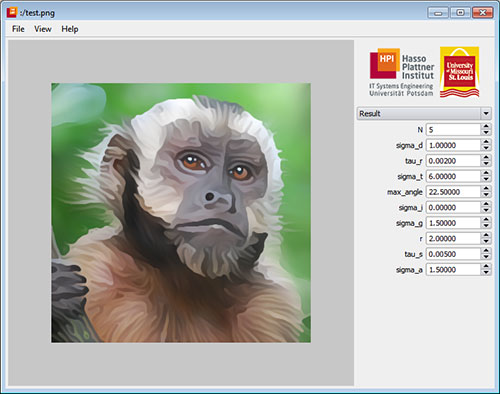 :/test.png
File View Help
HPI Hasso
Plattner
Institut
IT Systems Engineering
Universität Potsdam
University
of Missouri
St. Louis
Result
N 5
sigma_d 1.00000
tau_r 0.00200
sigma_t 6.00000
max_angle 22.50000
sigma_i 0.00000
sigma_g 1.50000
r 2.00000
tau_s 0.00500
sigma_a 1.50000